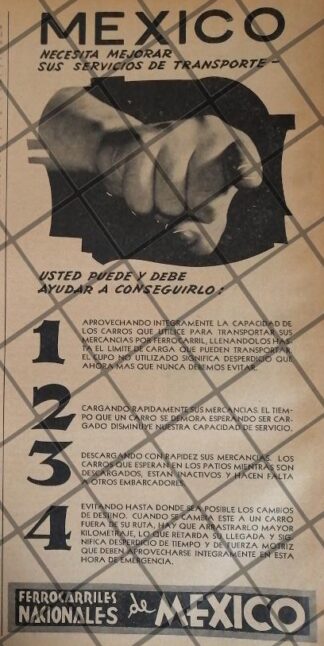 MEXICO
NECESITA MEJORAR
SUS SERVICIOS DE TRANSPORTE-
USTED PUEDE Y DEBE
AYUDAR A CONSEGUIRLO:
1
APROVECHANDO INTEGRAMENTE LA CAPACIDAD DE
LOS CARROS QUE UTILICE PARA TRANSPORTAR SUS
MERCANCIAS POR FERROCARRIL, LLENANDOLOS HAS-
TA EL LIMITE DE CARGA QUE PUEDEN TRANSPORTAR.
EL CUPO NO UTILIZADO SIGNIFICA DESPERDICIO QUE
AHORA MAS QUE NUNCA DEBEMOS EVITAR.
2
CARGANDO RAPIDAMENTE SUS MERCANCIAS. EL TIEM-
PO QUE UN CARRO SE DEMORA ESPERANDO SER CAR-
GADO DISMINUYE NUESTRA CAPACIDAD DE SERVICIO.
3
DESCARGANDO CON RAPIDEZ SUS MERCANCIAS. LOS
CARROS QUE ESPERAN EN LOS PATIOS MIENTRAS SON
DESCARGADOS, ESTAN INACTIVOS Y HACEN FALTA
A OTROS EMBARCADORES.
4
EVITANDO HASTA DONDE SEA POSIBLE LOS CAMBIOS
DE DESTINO. CUANDO SE CAMBIA ESTE A UN CARRO
FUERA DE SU RUTA, HAY QUE ARRASTRARLO MAYOR
KILOMETRAJE, LO QUE RETARDA SU LLEGADA Y SIG-
NIFICA DESPERDICIO DE TIEMPO Y DE FUERZA MOTRIZ
QUE DEBEN APROVECHARSE INTEGRAMENTE EN ESTA
HORA DE EMERGENCIA.
FERROCARRILES
NACIONALES de MEXICO